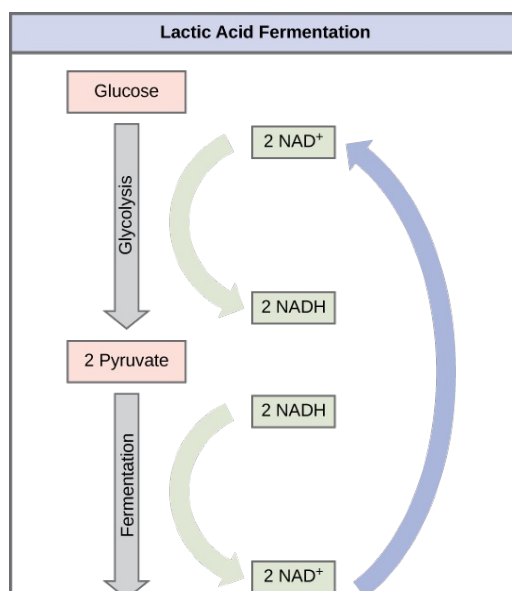 Lactic Acid Fermentation
Glucose
2 NAD⁺
Glycolysis
2 NADH
2 Pyruvate
2 NADH
Fermentation
2 NAD⁺